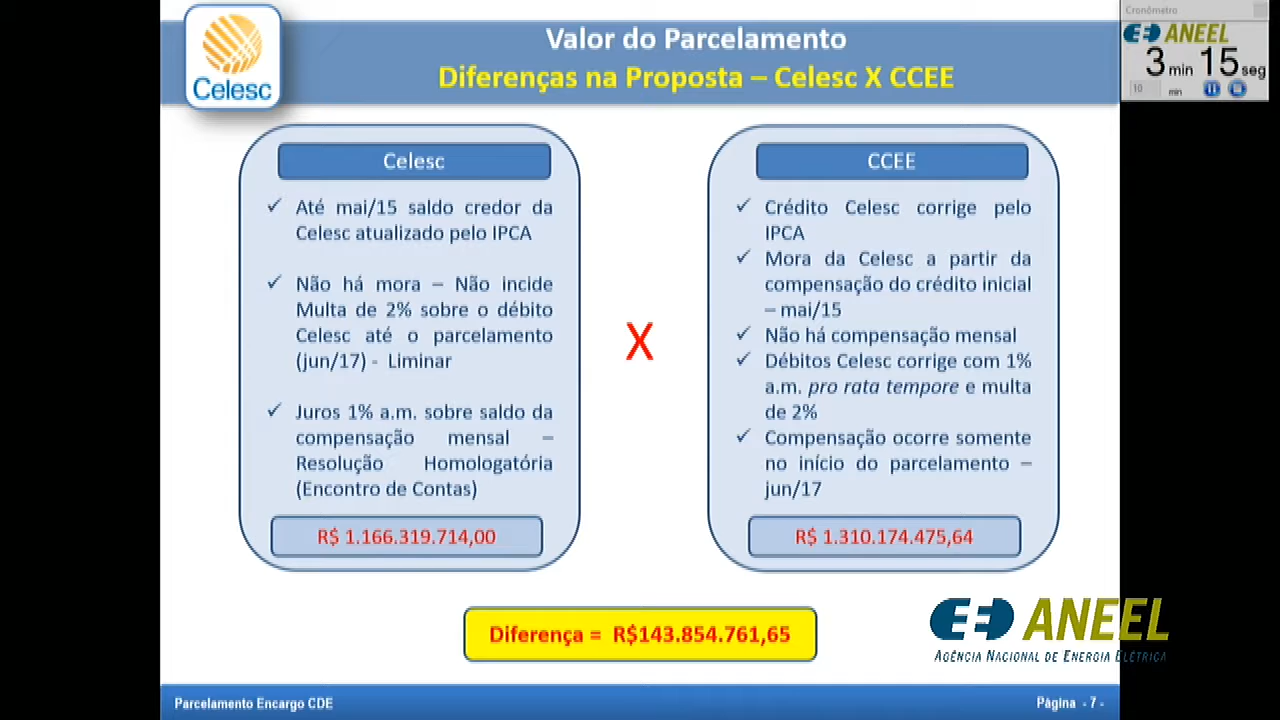 Celesc
Valor do Parcelamento
Diferenças na Proposta – Celesc X CCEE
Cronômetro
ANEEL
3 min 15 seg
10 min
Celesc
✓ Até mai/15 saldo credor da
Celesc atualizado pelo IPCA
✓ Não há mora – Não incide
Multa de 2% sobre o débito
Celesc até o parcelamento
(jun/17) - Liminar
✓ Juros 1% a.m. sobre saldo da
compensação mensal –
Resolução Homologatória
(Encontro de Contas)
R$ 1.166.319.714,00
X
CCEE
✓ Crédito Celesc corrige pelo
IPCA
✓ Mora da Celesc a partir da
compensação do crédito inicial
– mai/15
✓ Não há compensação mensal
✓ Débitos Celesc corrige com 1%
a.m. pro rata tempore e multa
de 2%
✓ Compensação ocorre somente
no início do parcelamento –
jun/17
R$ 1.310.174.475,64
Diferença = R$143.854.761,65
ANEEL
Agência Nacional de Energia Elétrica
Parcelamento Encargo CDE
Página - 7 -